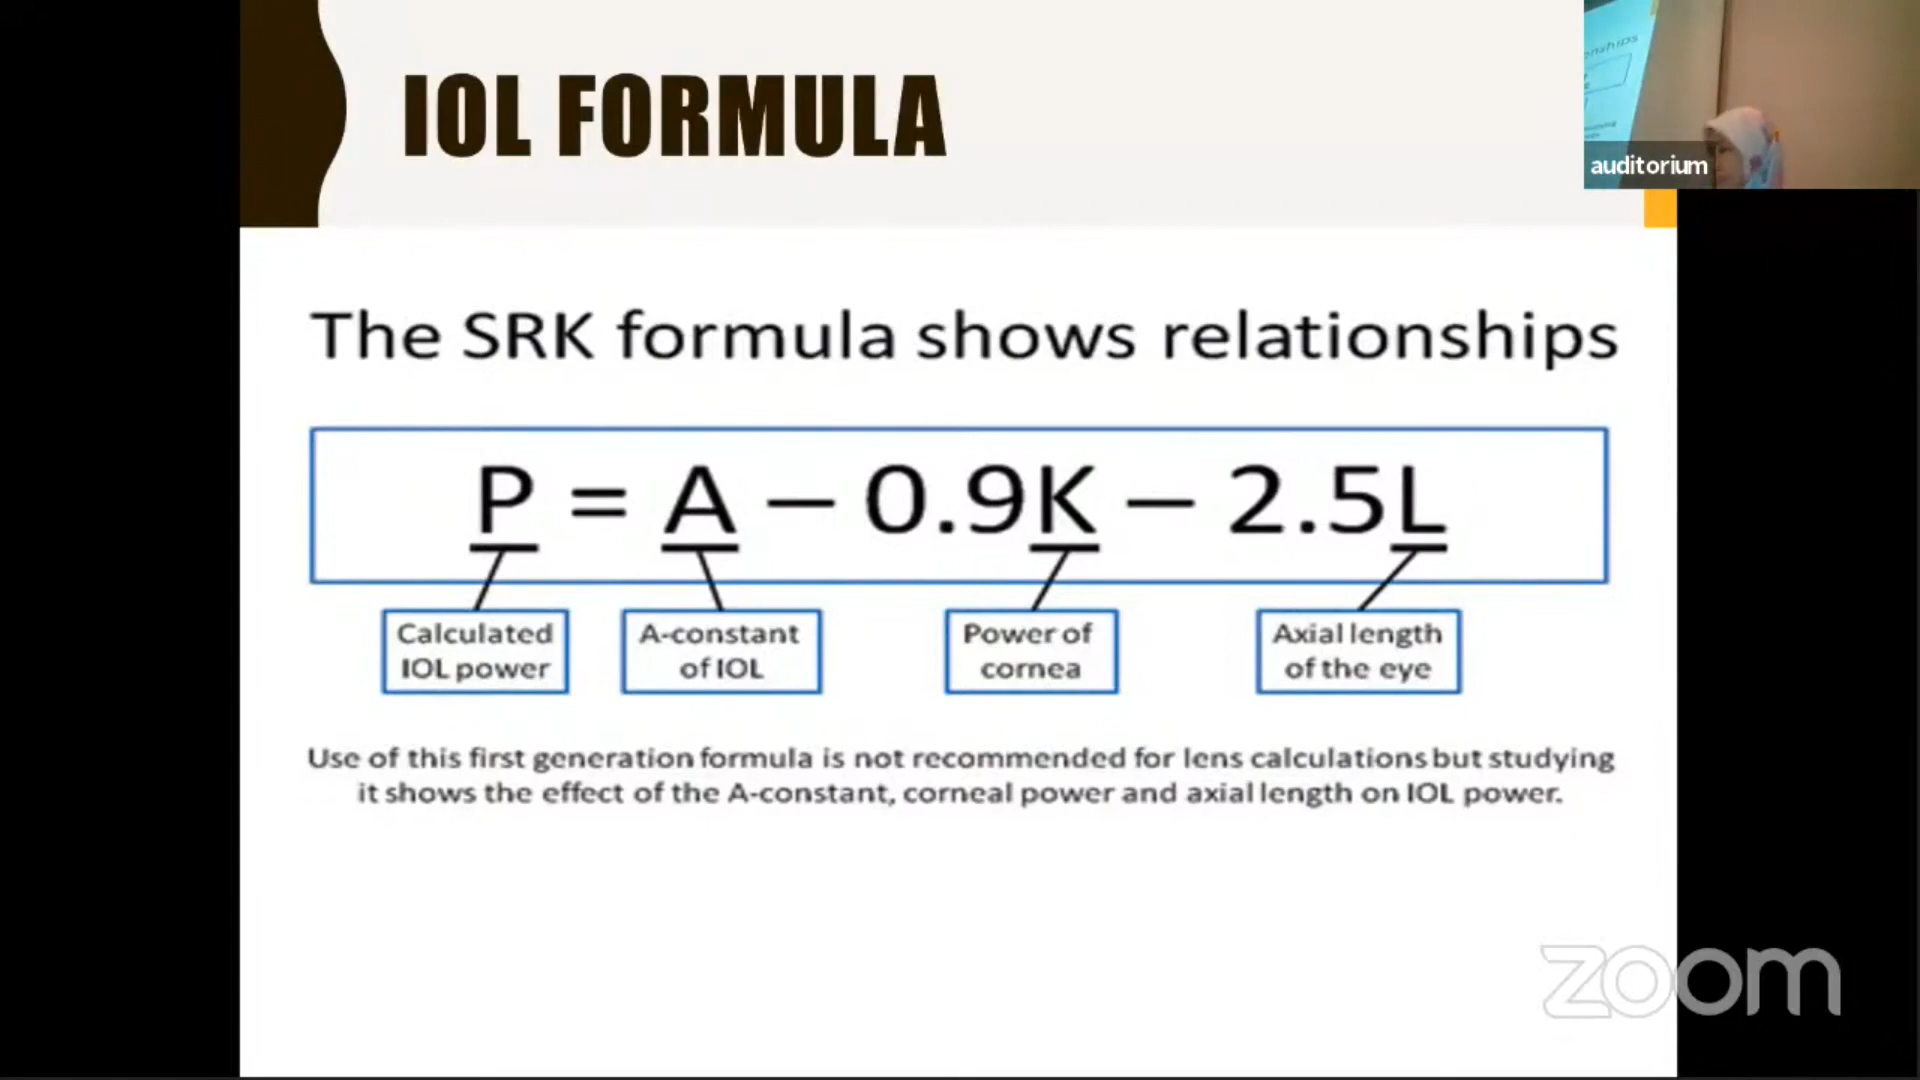 IOL FORMULA
auditorium
The SRK formula shows relationships
P = A – 0.9K – 2.5L
Calculated
IOL power
A-constant
of IOL
Power of
cornea
Axial length
of the eye
Use of this first generation formula is not recommended for lens calculations but studying
it shows the effect of the A-constant, corneal power and axial length on IOL power.
zoom